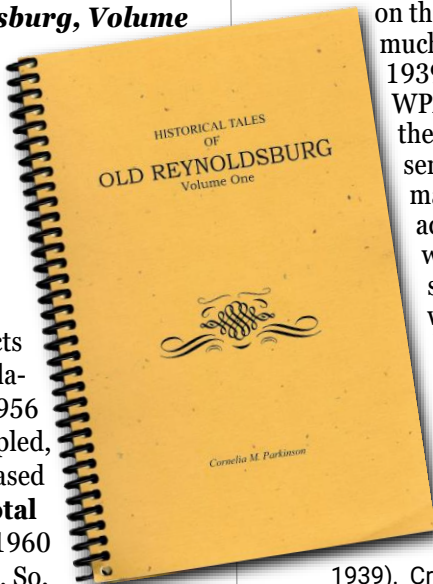 sburg, Volume
HISTORICAL TALES
OF
OLD REYNOLDSBURG
Volume One
Cornelia M. Parkinson
cts
la-
956
pled,
ased
otal
1960
. So,
on th
much
1939
WPA
the
ser
ma
ac
w
s
1939). Cr